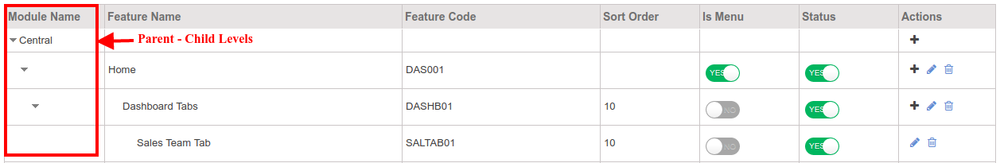 Module Name Feature Name Feature Code Sort Order Is Menu Status Actions
Central Parent - Child Levels
Home DAS001 YES YES
Dashboard Tabs DASHB01 10 NO YES
Sales Team Tab SALTAB01 10 NO YES